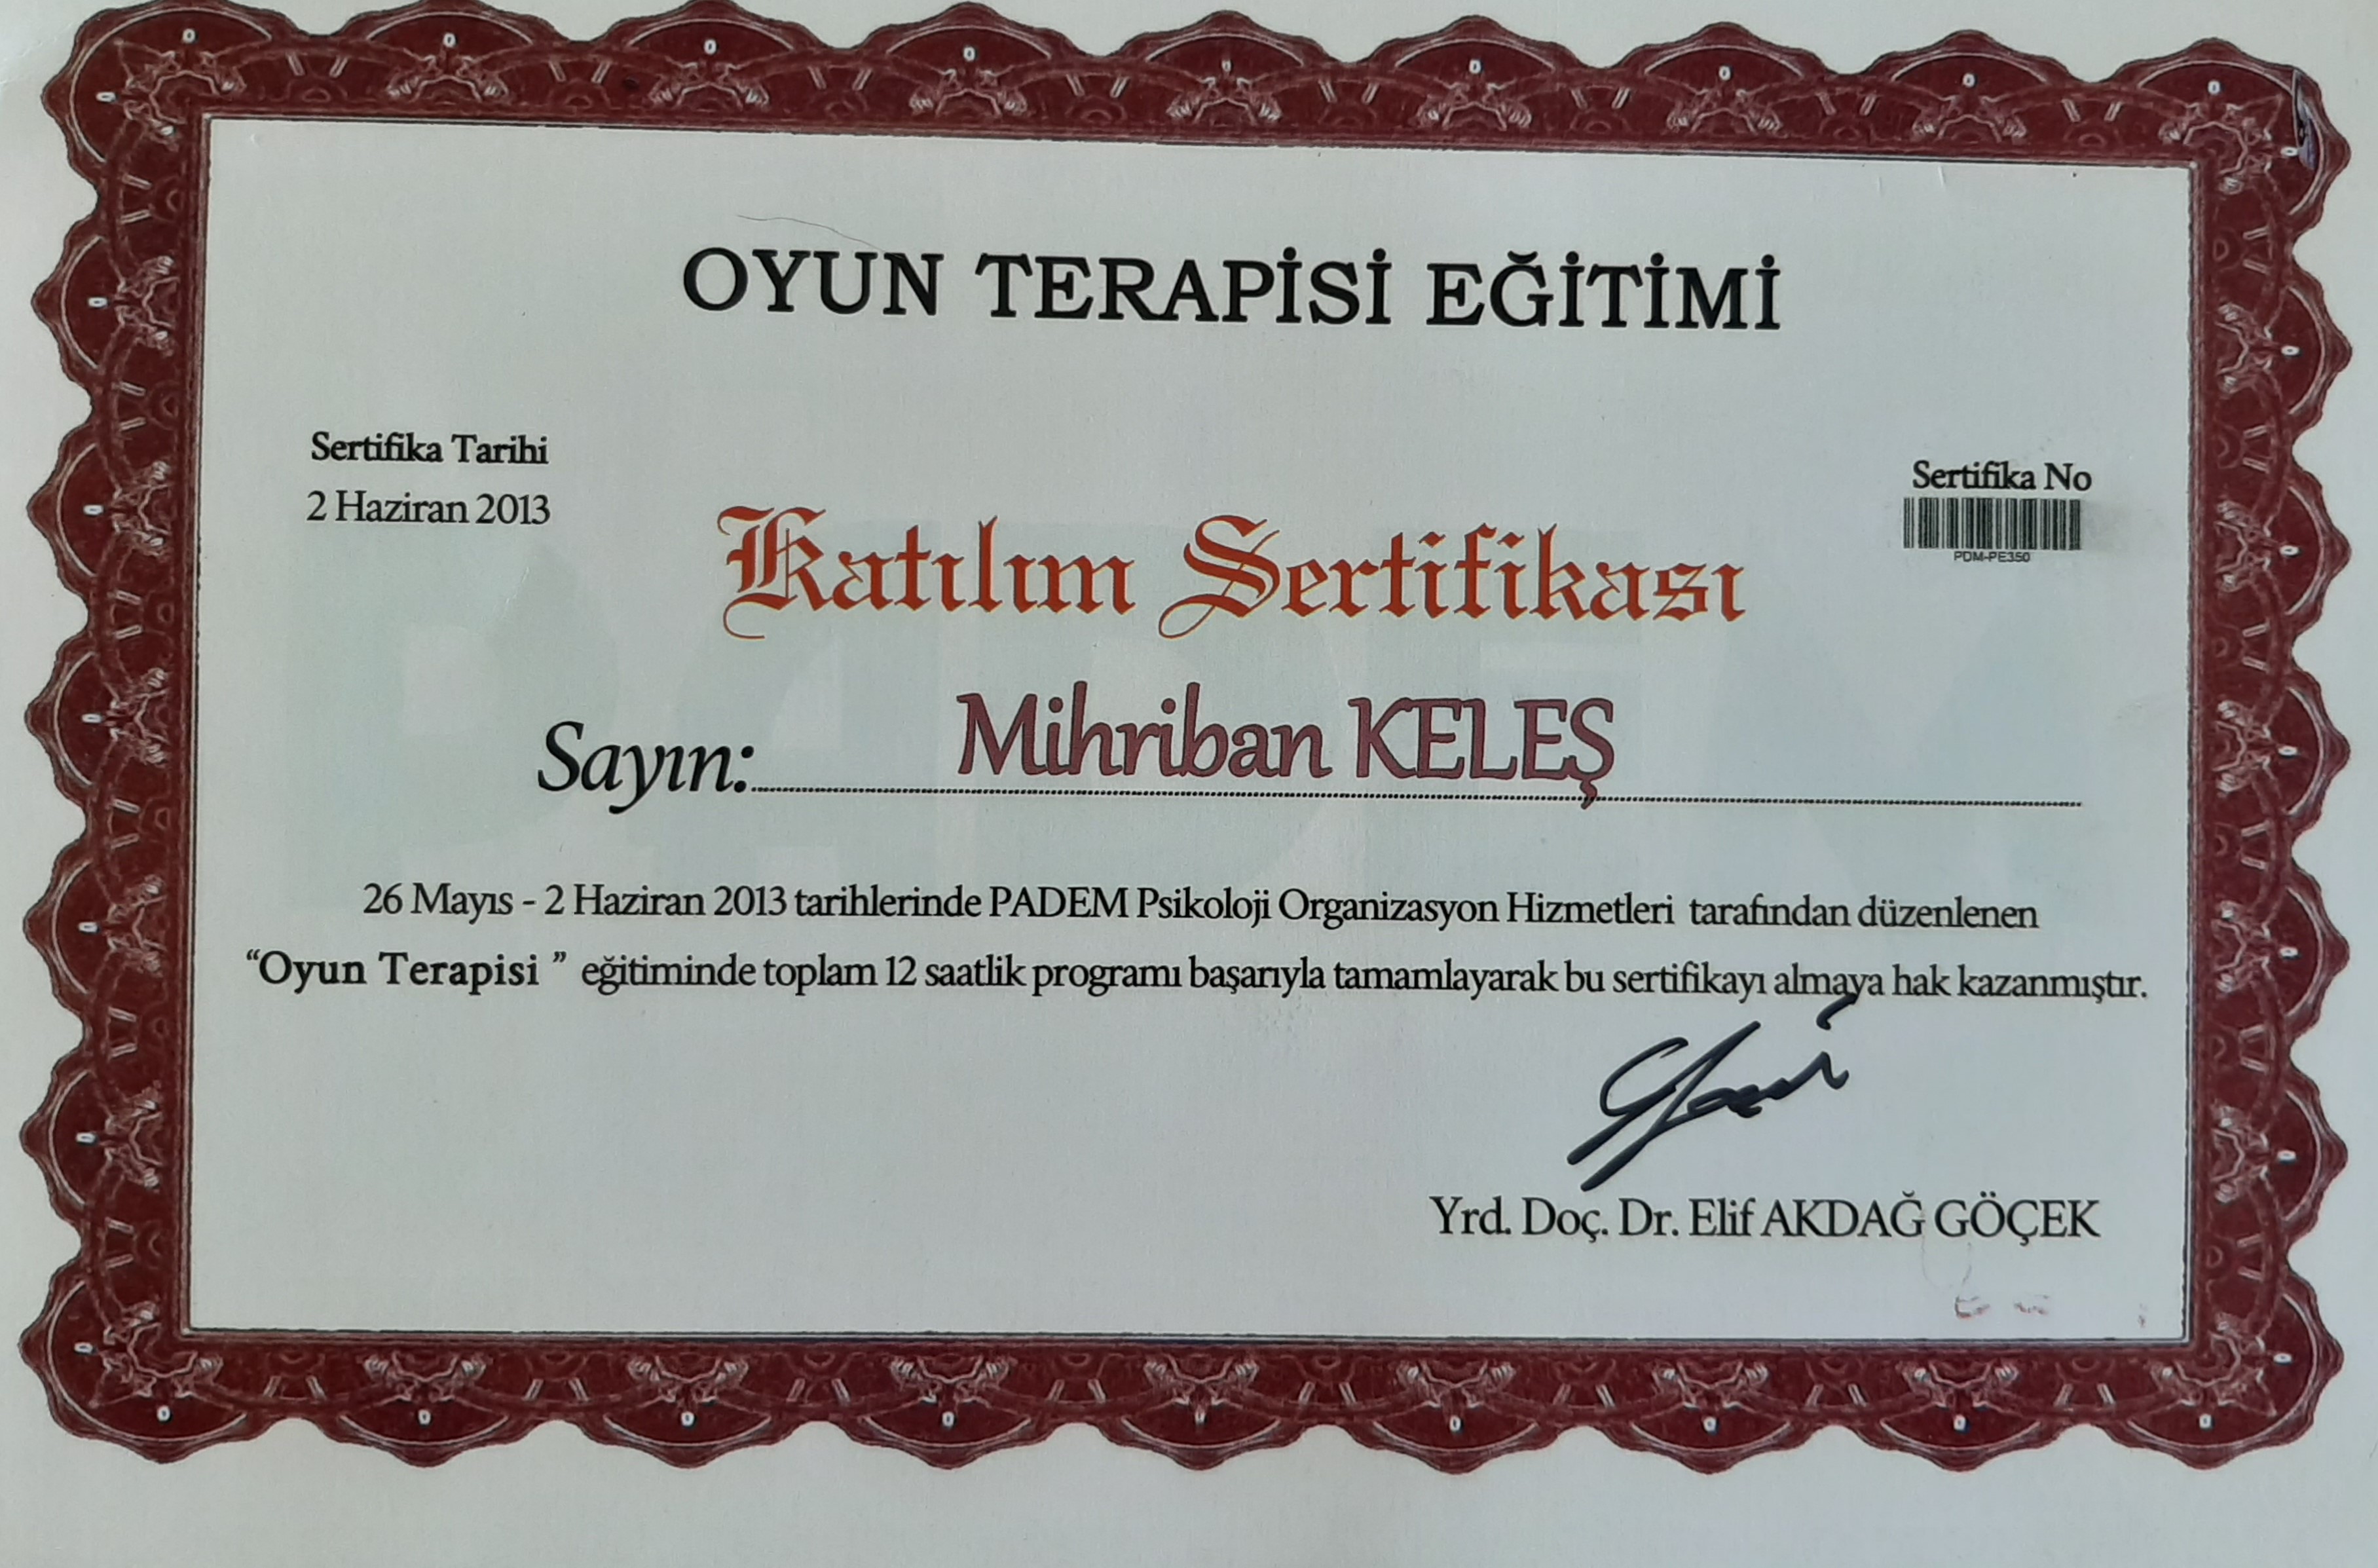 OYUN TERAPİSİ EĞİTİMİ
Sertifika Tarihi
2 Haziran 2013
Sertifika No
PDM-PE350
Katılım Sertifikası
Sayın: Mihriban KELEŞ
26 Mayıs - 2 Haziran 2013 tarihlerinde PADEM Psikoloji Organizasyon Hizmetleri tarafından düzenlenen
“Oyun Terapisi ” eğitiminde toplam 12 saatlik programı başarıyla tamamlayarak bu sertifikayı almaya hak kazanmıştır.
Yrd. Doç. Dr. Elif AKDAĞ GÖÇEK
PADEM